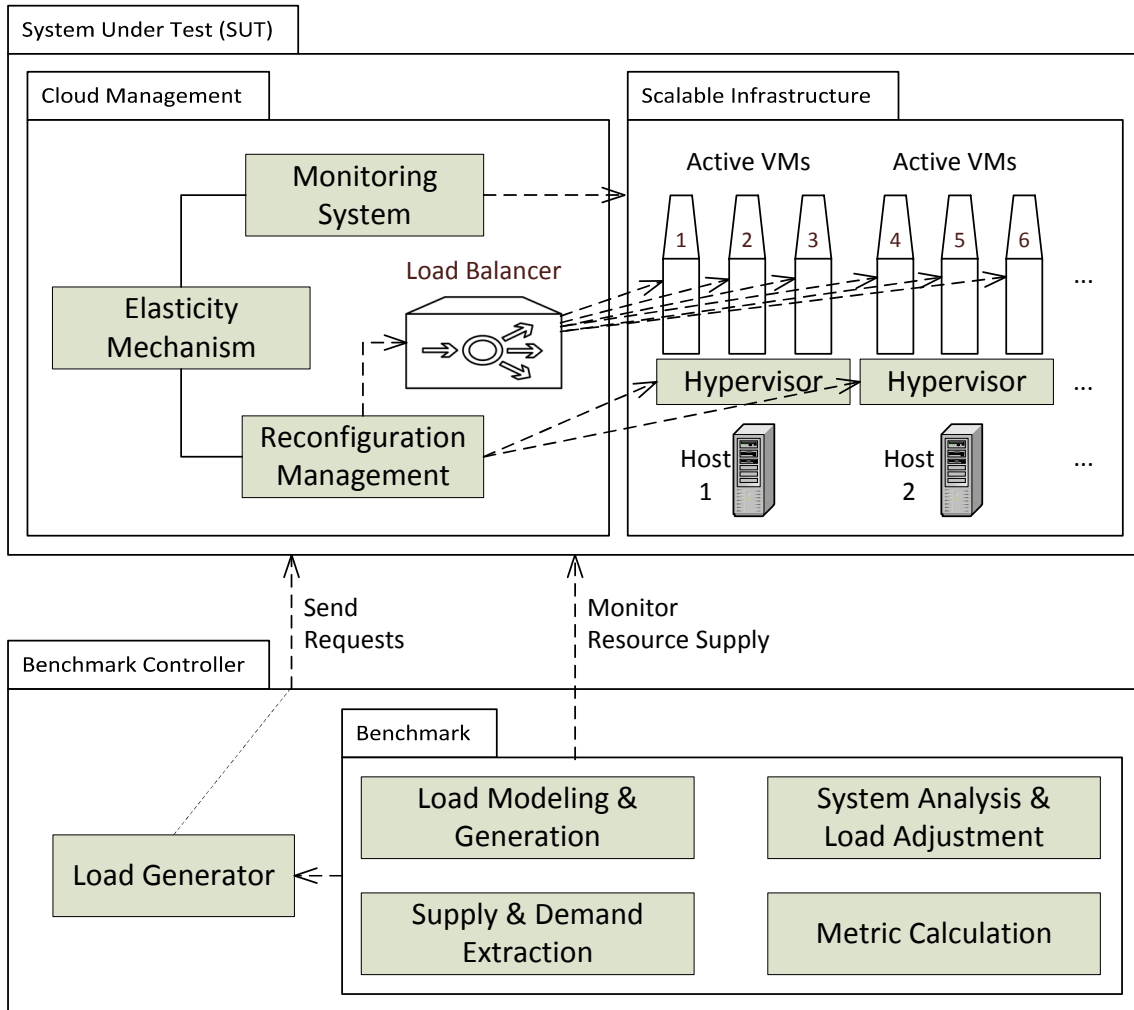 System Under Test (SUT)
Cloud Management
Scalable Infrastructure
Monitoring
System
Elasticity
Mechanism
Load Balancer
Reconfiguration
Management
Active VMs
Active VMs
1
2
3
4
5
6
...
Hypervisor
Hypervisor
...
Host
1
Host
2
...
Send
Requests
Monitor
Resource Supply
Benchmark Controller
Benchmark
Load Generator
Load Modeling &
Generation
System Analysis &
Load Adjustment
Supply & Demand
Extraction
Metric Calculation